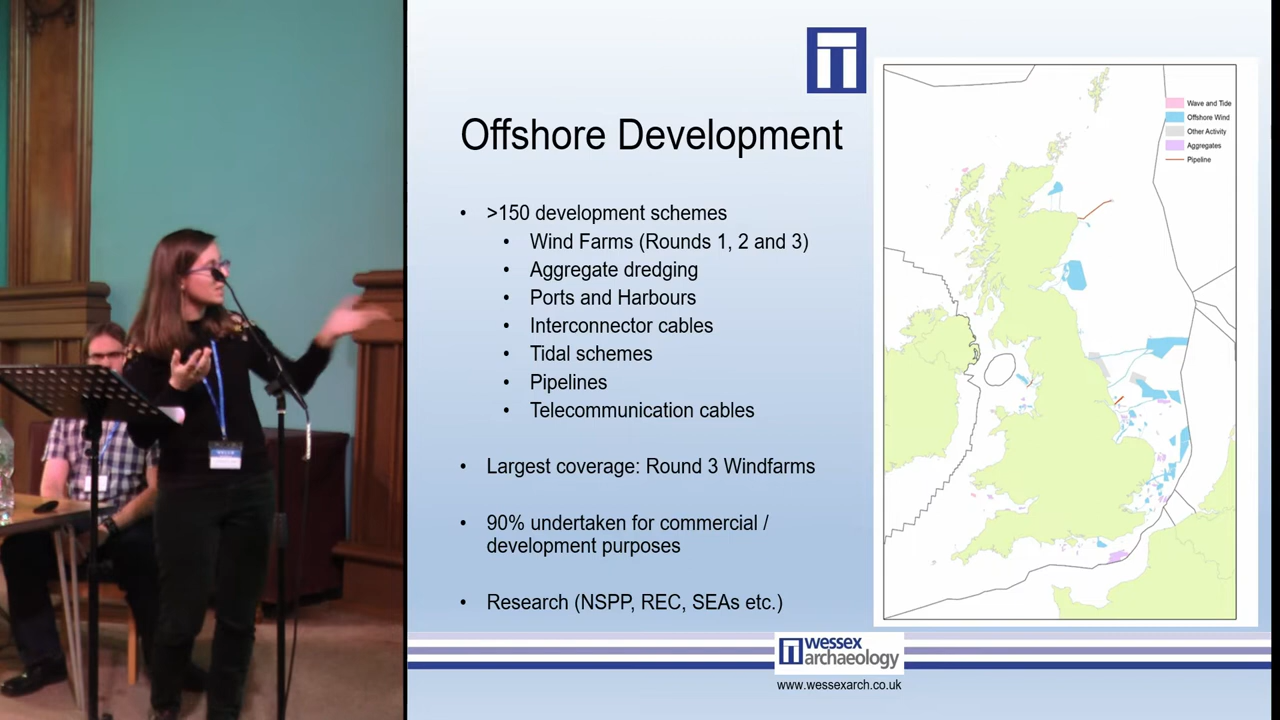 Offshore Development
• >150 development schemes
• Wind Farms (Rounds 1, 2 and 3)
• Aggregate dredging
• Ports and Harbours
• Interconnector cables
• Tidal schemes
• Pipelines
• Telecommunication cables
• Largest coverage: Round 3 Windfarms
• 90% undertaken for commercial /
development purposes
• Research (NSPP, REC, SEAs etc.)
Wave and Tide
Offshore Wind
Other Activity
Aggregates
Pipeline
wessex
archaeology
www.wessexarch.co.uk